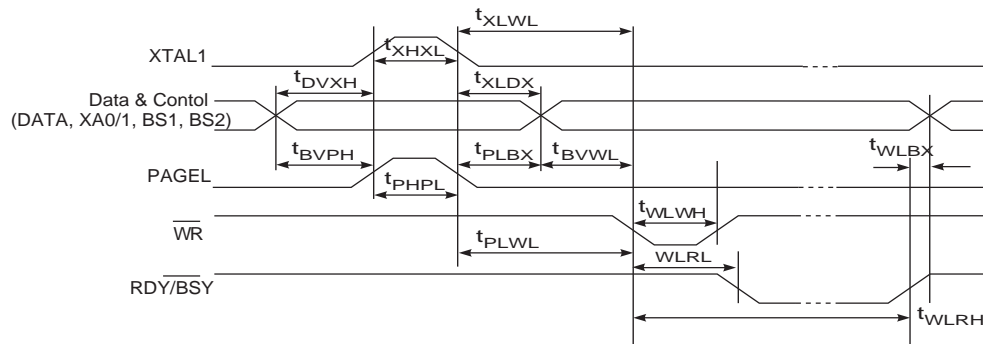 tXLWL
XTAL1
tXHXL
tDVXH
tXLDX
Data & Contol
(DATA, XA0/1, BS1, BS2)
tBVPH
tPLBX
tBVWL
tWLBX
PAGEL
tPHPL
WR
tWLWH
tPLWL
WLRL
RDY/BSY
tWLRH